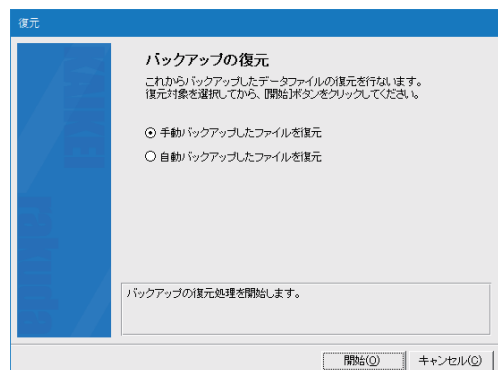 復元
バックアップの復元
これからバックアップしたデータファイルの復元を行ないます。
復元対象を選択してから、[開始]ボタンをクリックしてください。
手動バックアップしたファイルを復元
自動バックアップしたファイルを復元
KAIKEI
rakuda
バックアップの復元処理を開始します。
開始(O)
キャンセル(C)